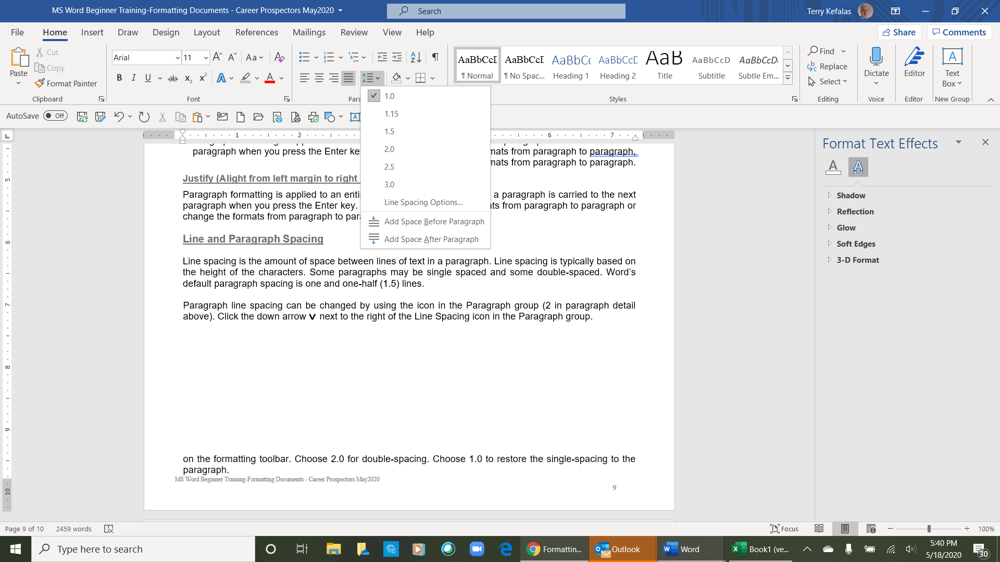 MS Word Beginner Training-Formatting Documents - Career Prospectors May2020
Search
Terry Kefalas
File Home Insert Draw Design Layout References Mailings Review View Help
Share Comments
Paste
Cut
Copy
Format Painter
Clipboard
Arial 11
Aa
B I U ab x2 x2 A A
Font
AaBbCcI AaBbCcI AaBbCc AaBbCcD AaB AaBbCcD AaBbCcD
¶ Normal ¶ No Spac... Heading 1 Heading 2 Title Subtitle Subtle Em...
Styles
Find
Replace
Select
Editing
Dictate
Voice
Editor
Editor
Text
Box
New Group
AutoSave Off
1.0
1.15
1.5
2.0
2.5
3.0
Line Spacing Options...
Add Space Before Paragraph
Add Space After Paragraph
1 2 6 7
5
6
7
8
9
10
paragraph when you press the Enter key mats from paragraph to paragraph,
mats from paragraph to paragraph.
Justify (Alight from left margin to right
Paragraph formatting is applied to an enti a paragraph is carried to the next
paragraph when you press the Enter key. ts from paragraph to paragraph or
change the formats from paragraph to par
Line and Paragraph Spacing
Line spacing is the amount of space between lines of text in a paragraph. Line spacing is typically based on
the height of the characters. Some paragraphs may be single spaced and some double-spaced. Word’s
default paragraph spacing is one and one-half (1.5) lines.
Paragraph line spacing can be changed by using the icon in the Paragraph group (2 in paragraph detail
above). Click the down arrow v next to the right of the Line Spacing icon in the Paragraph group.
on the formatting toolbar. Choose 2.0 for double-spacing. Choose 1.0 to restore the single-spacing to the
paragraph.
MS Word Beginner Training-Formatting Documents - Career Prospectors May2020
9
Format Text Effects
Shadow
Reflection
Glow
Soft Edges
3-D Format
Page 9 of 10 2459 words
Focus
100%
Type here to search
Formattin...
Outlook
Word
Book1 (ve...
5:40 PM
5/18/2020
30